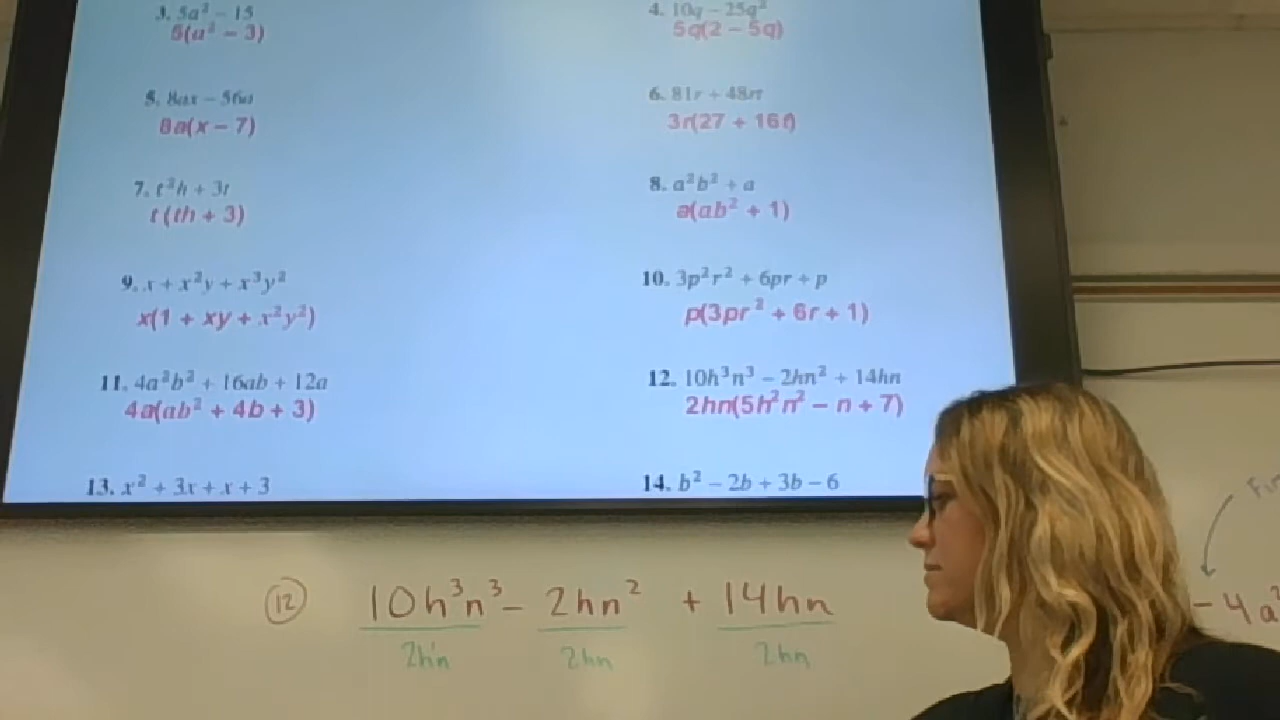 3. 5a² – 15
5(a² – 3)
4. 10q – 25q²
5q(2 – 5q)
5. 8ax – 56a
8a(x – 7)
6. 81r + 48rt
3r(27 + 16t)
7. t²h + 3t
t(th + 3)
8. a²b² + a
a(ab² + 1)
9. x + x²y + x³y²
x(1 + xy + x²y²)
10. 3p²r² + 6pr + p
p(3pr² + 6r + 1)
11. 4a²b² + 16ab + 12a
4a(ab² + 4b + 3)
12. 10h³n³ – 2hn² + 14hn
2hn(5h²n² – n + 7)
13. x² + 3x + x + 3
14. b² – 2b + 3b – 6
12 10h³n³ – 2hn² + 14hn
2hn 2hn 2hn
– 4a²